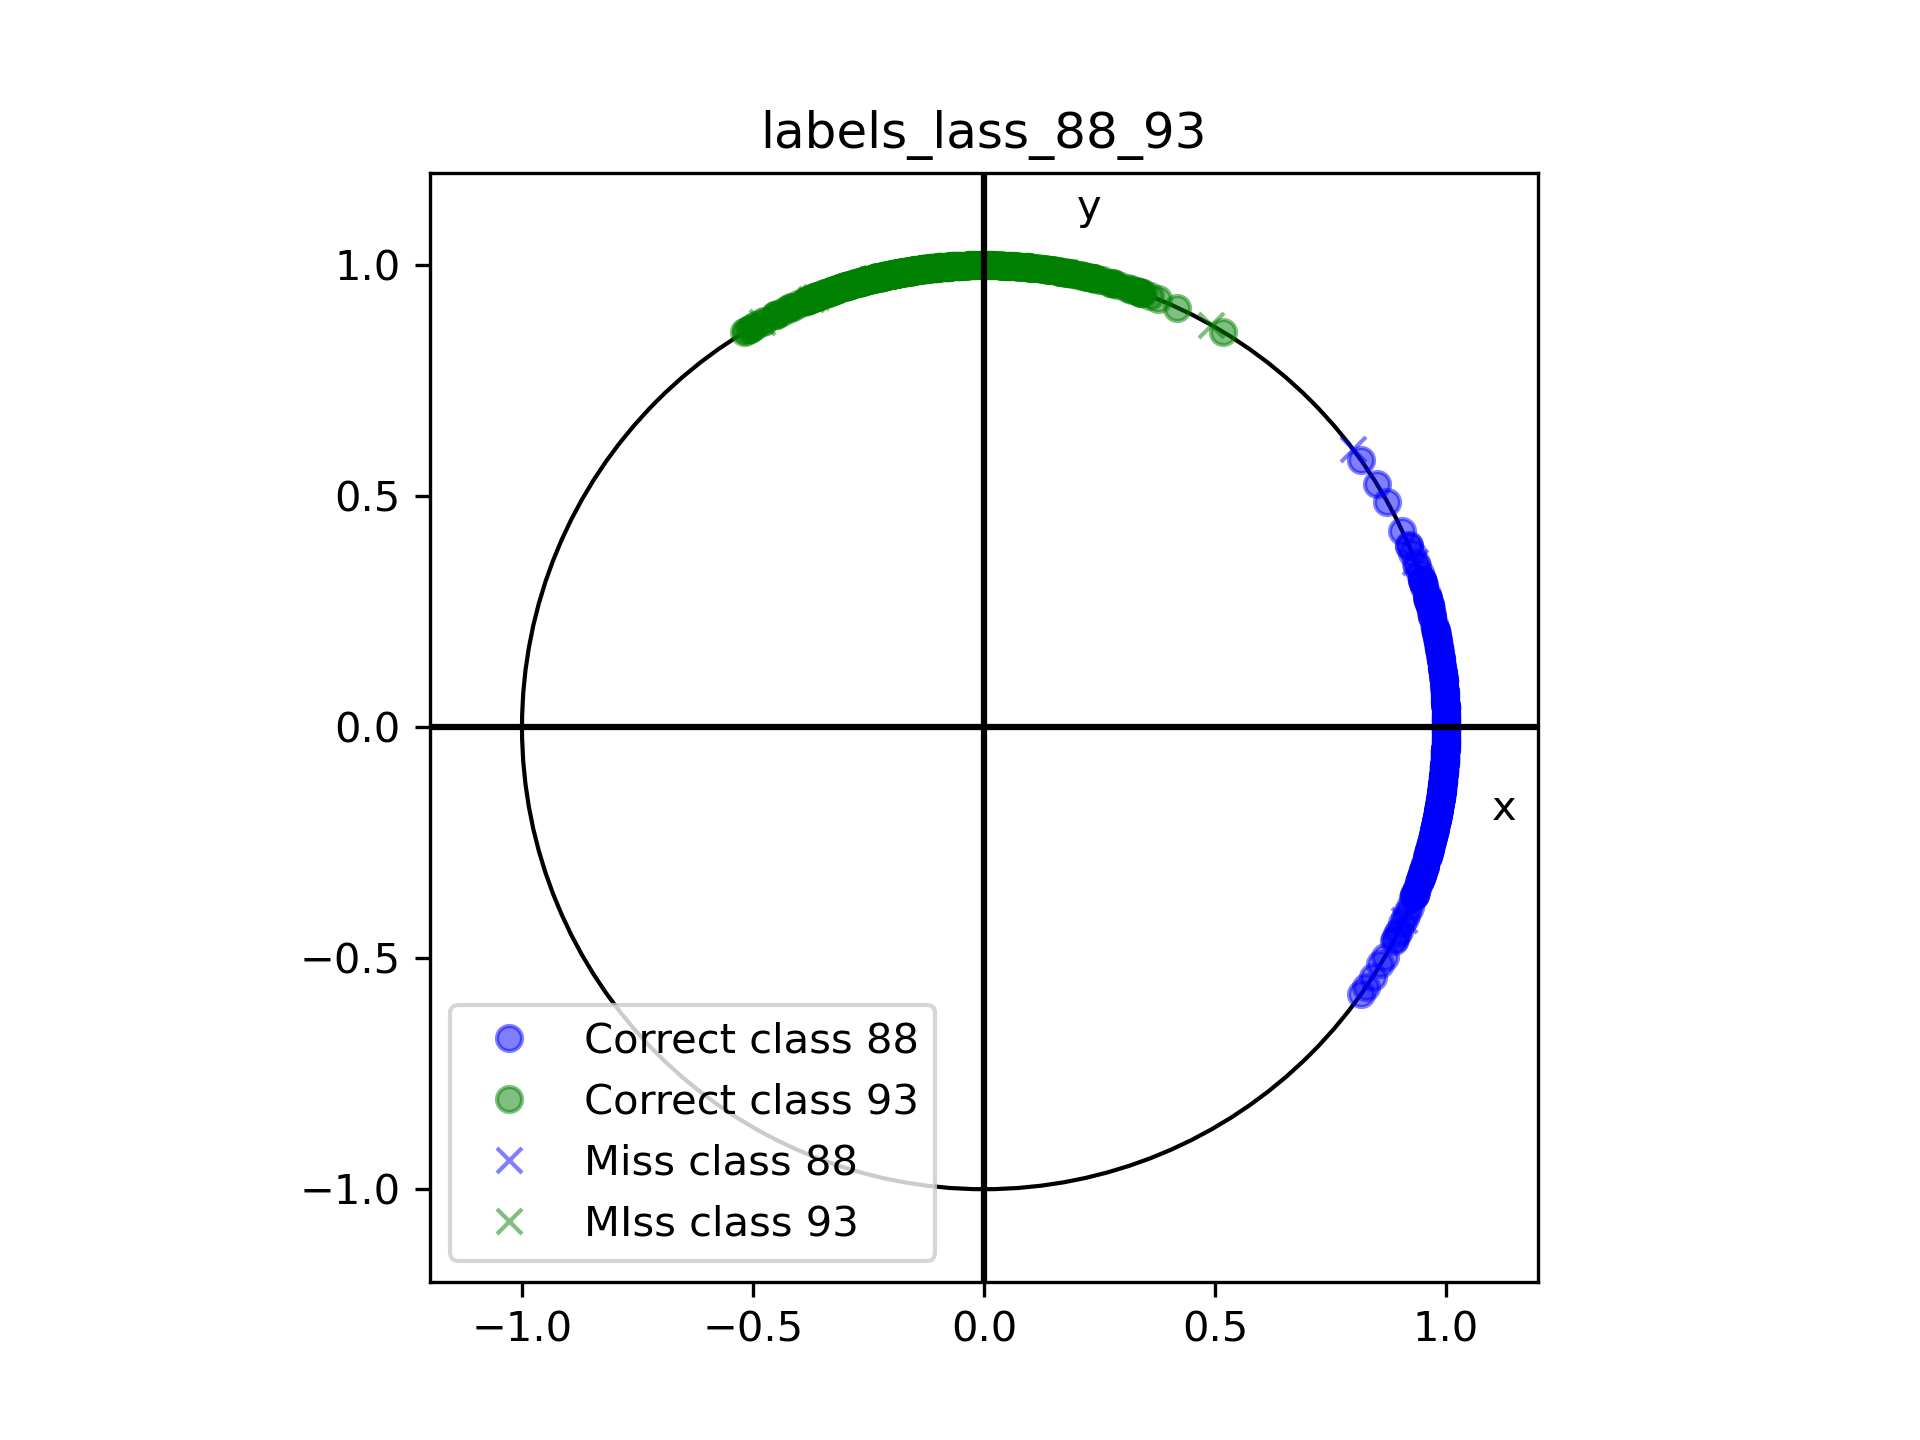 labels_lass_88_93
y
1.0
0.5
0.0
−0.5
−1.0
x
Correct class 88
Correct class 93
Miss class 88
MIss class 93
−1.0 −0.5 0.0 0.5 1.0